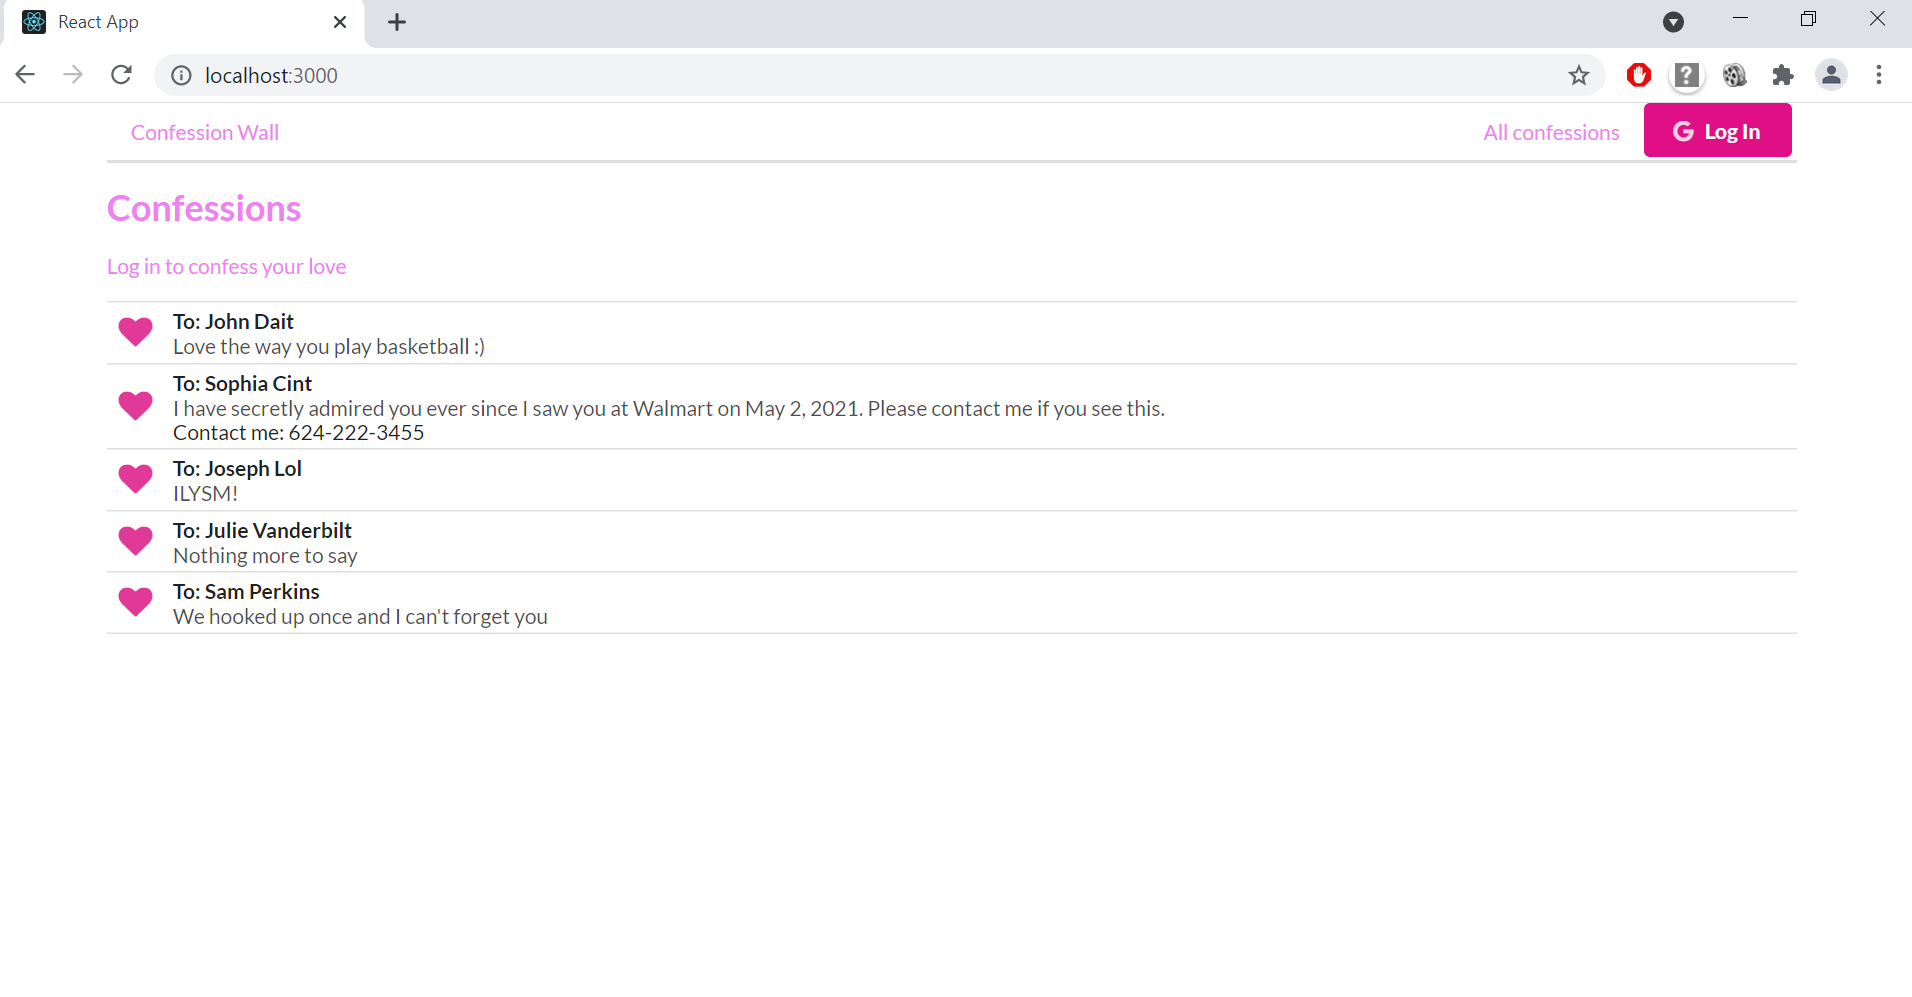 React App
localhost:3000
Confession Wall
All confessions
Log In
Confessions
Log in to confess your love
To: John Dait
Love the way you play basketball :)
To: Sophia Cint
I have secretly admired you ever since I saw you at Walmart on May 2, 2021. Please contact me if you see this.
Contact me: 624-222-3455
To: Joseph Lol
ILYSM!
To: Julie Vanderbilt
Nothing more to say
To: Sam Perkins
We hooked up once and I can't forget you